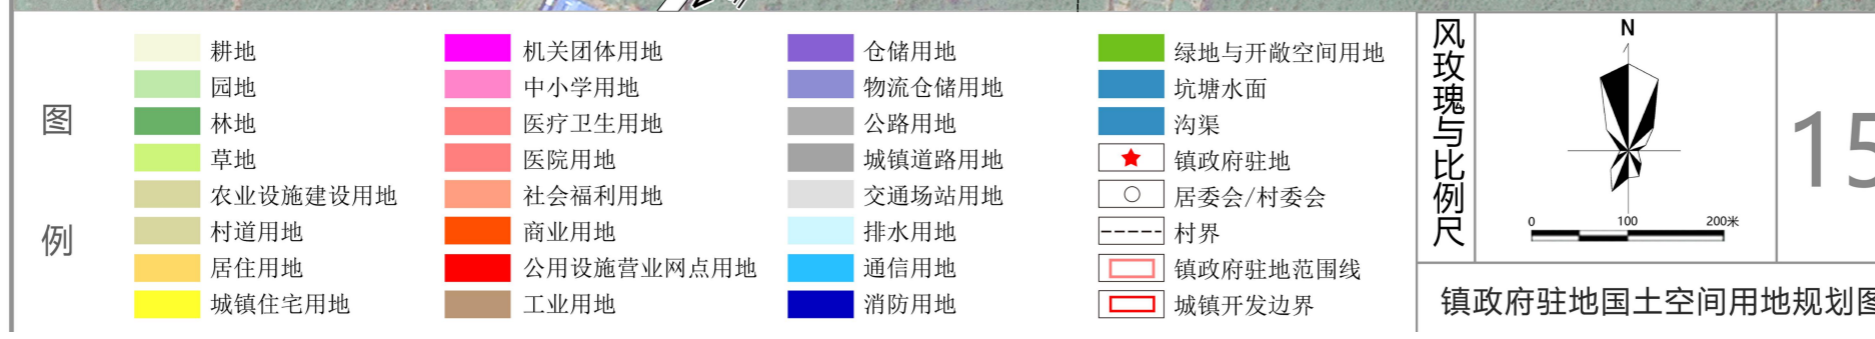 图例
耕地
园地
林地
草地
农业设施建设用地
村道用地
居住用地
城镇住宅用地
机关团体用地
中小学用地
医疗卫生用地
医院用地
社会福利用地
商业用地
公用设施营业网点用地
工业用地
仓储用地
物流仓储用地
公路用地
城镇道路用地
交通场站用地
排水用地
通信用地
消防用地
绿地与开敞空间用地
坑塘水面
沟渠
镇政府驻地
居委会/村委会
村界
镇政府驻地范围线
城镇开发边界
风玫瑰与比例尺
N
0 100 200米
15
镇政府驻地国土空间用地规划图